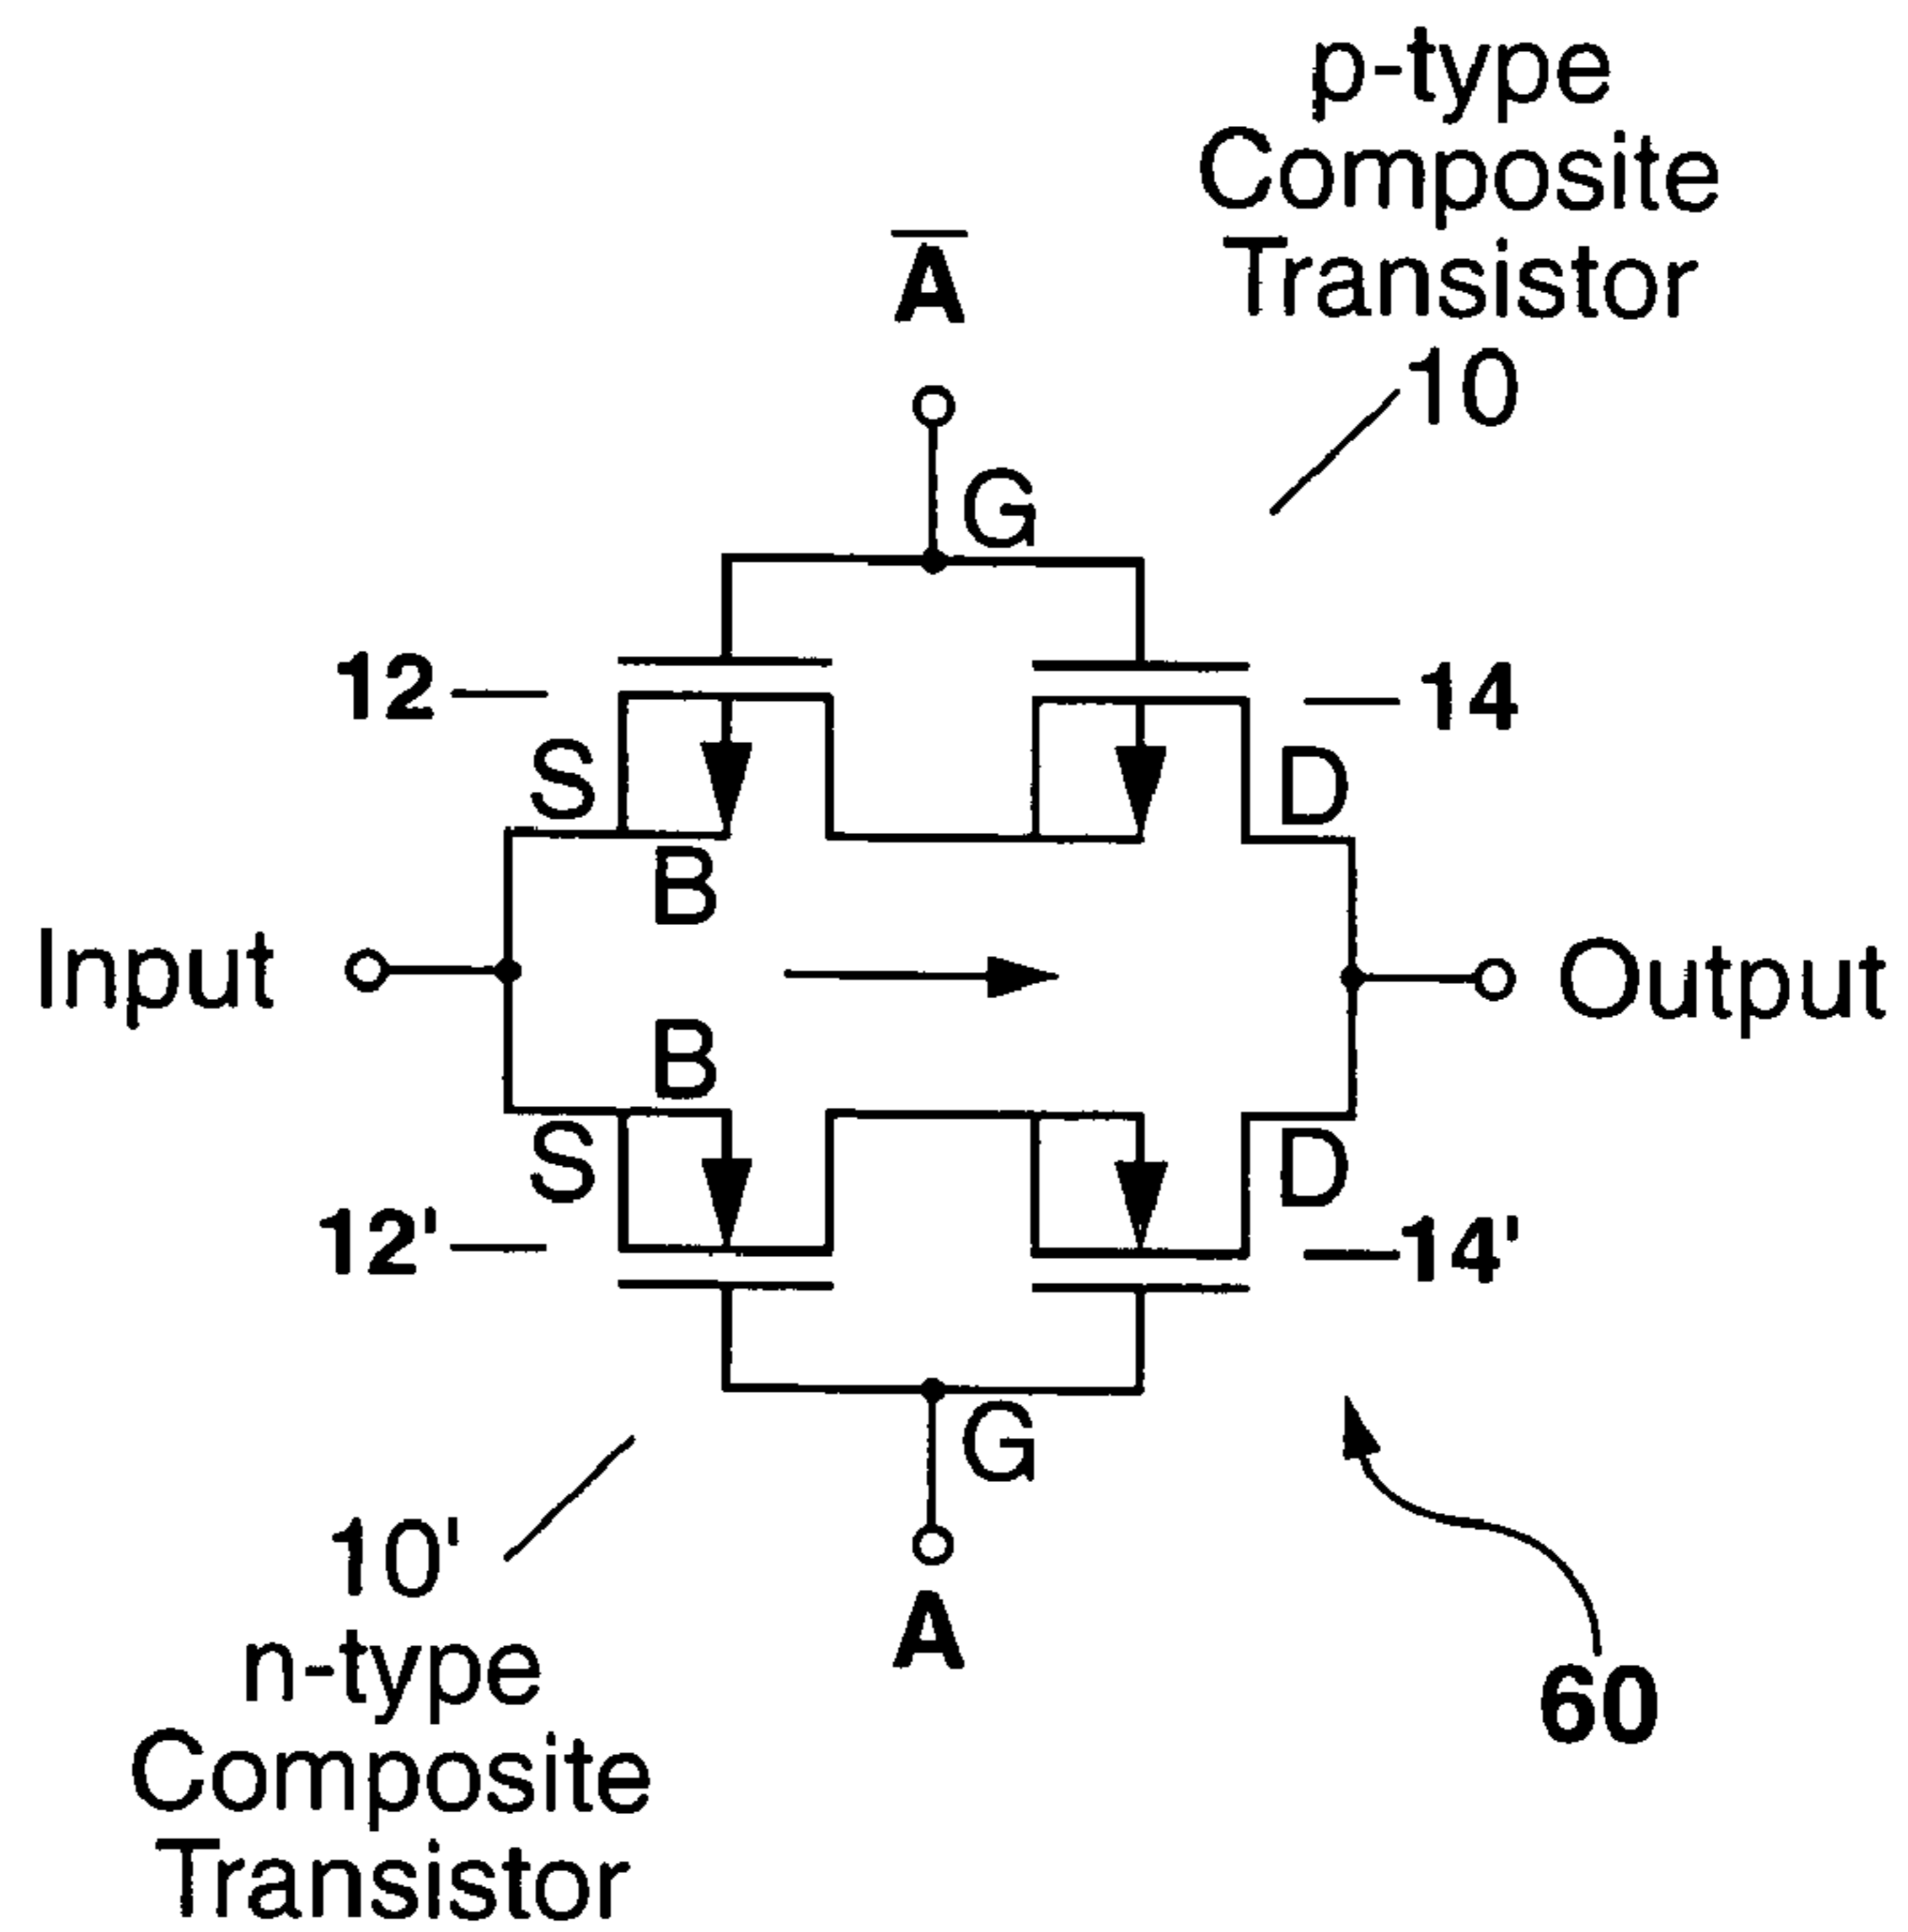 p-type
Composite
Transistor
10
A̅
G
12
14
S
D
B
Input
Output
B
S
D
12'
14'
G
10'
n-type
Composite
Transistor
A
60